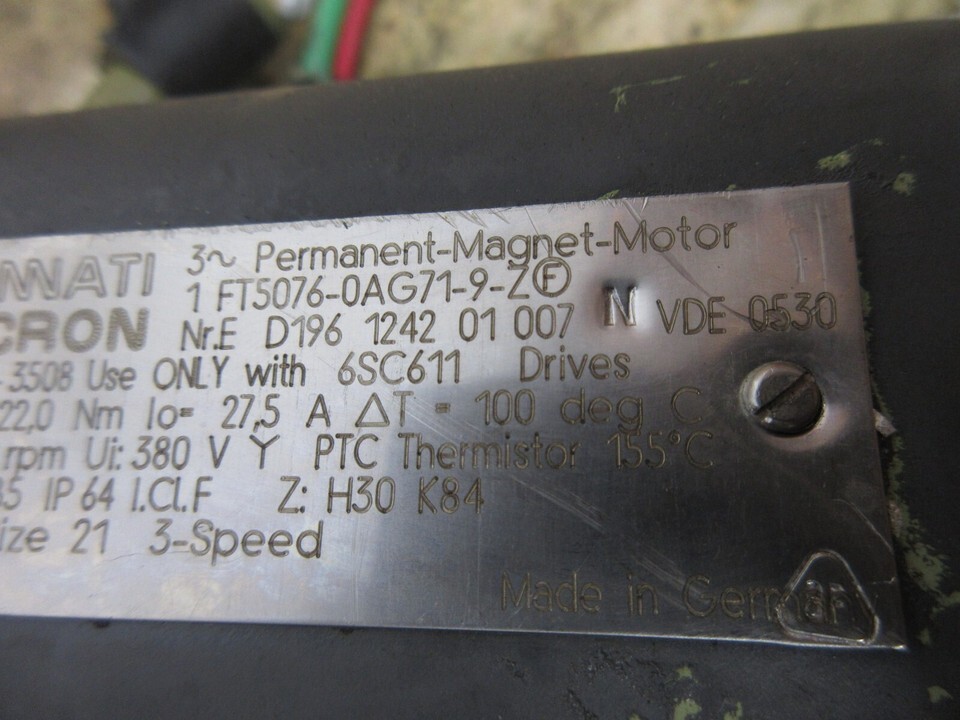 3~ Permanent-Magnet-Motor
MATI 1 FT5076-0AG71-9-Z F
CRON Nr.E D196 1242 01 007 N VDE 0530
3508 Use ONLY with 6SC611 Drives
22,0 Nm Io= 27,5 A ΔT = 100 deg C
rpm Ui: 380 V Y PTC Thermistor 155°C
35 IP 64 I.Cl.F Z: H30 K84
ize 21 3-Speed
Made in Germany